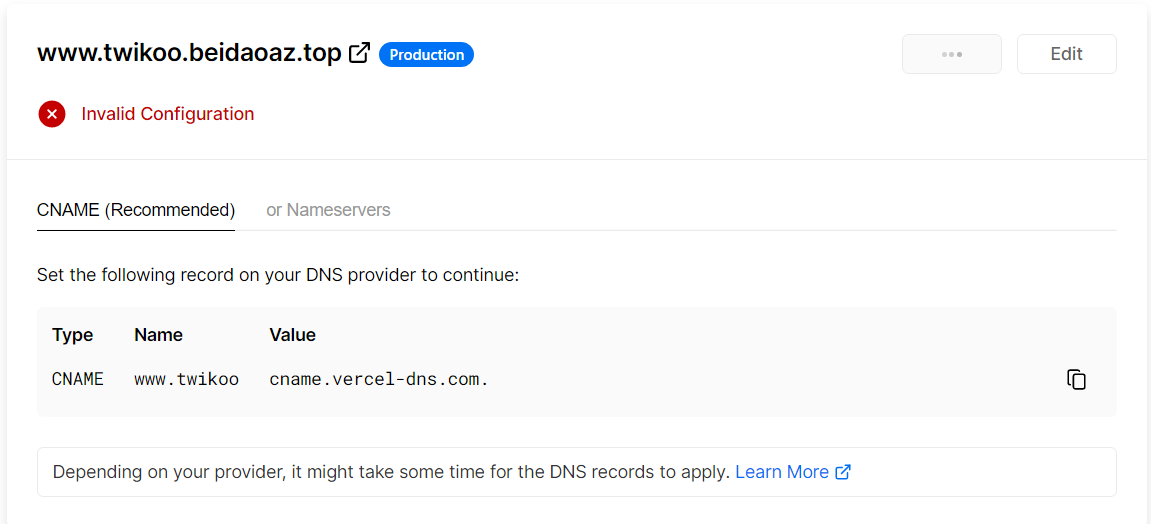 www.twikoo.beidaoaz.top Production
Edit
Invalid Configuration
CNAME (Recommended) or Nameservers
Set the following record on your DNS provider to continue:
Type Name Value
CNAME www.twikoo cname.vercel-dns.com.
Depending on your provider, it might take some time for the DNS records to apply. Learn More